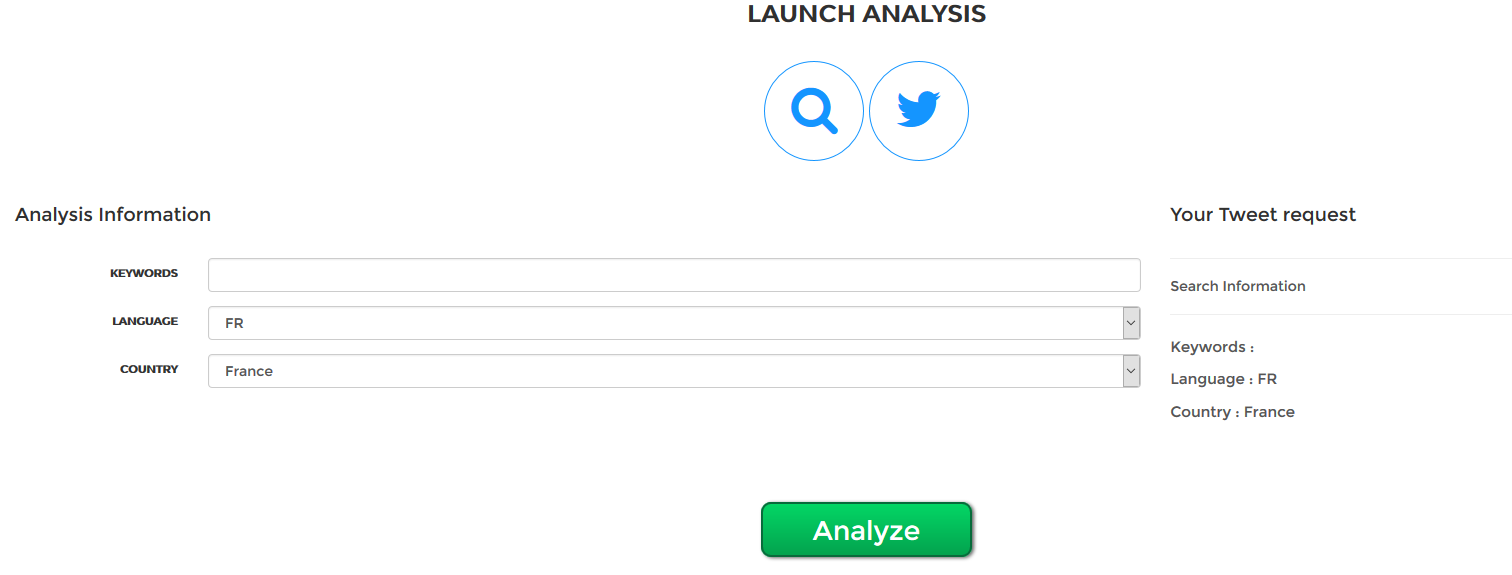 LAUNCH ANALYSIS
Analysis Information
KEYWORDS
LANGUAGE
FR
COUNTRY
France
Your Tweet request
Search Information
Keywords :
Language : FR
Country : France
Analyze